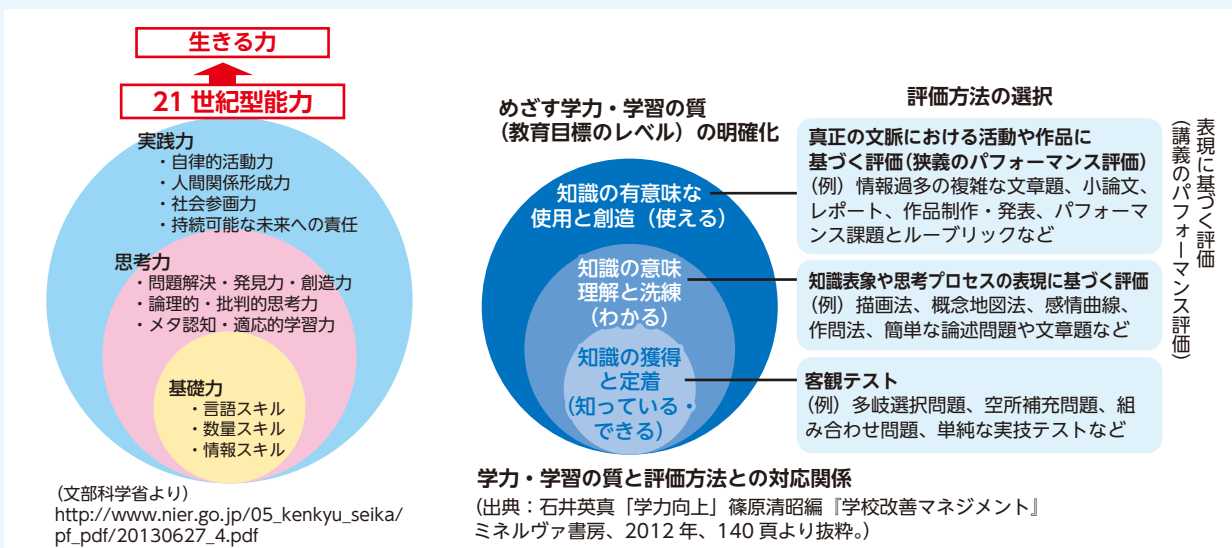 生きる力
21 世紀型能力
実践力
・自律的活動力
・人間関係形成力
・社会参画力
・持続可能な未来への責任
思考力
・問題解決・発見力・創造力
・論理的・批判的思考力
・メタ認知・適応的学習力
基礎力
・言語スキル
・数量スキル
・情報スキル
(文部科学省より)
http://www.nier.go.jp/05_kenkyu_seika/
pf_pdf/20130627_4.pdf
めざす学力・学習の質
(教育目標のレベル)の明確化
知識の有意味な
使用と創造(使える)
知識の意味
理解と洗練
(わかる)
知識の獲得
と定着
(知っている・
できる)
評価方法の選択
真正の文脈における活動や作品に
基づく評価(狭義のパフォーマンス評価)
(例)情報過多の複雑な文章題、小論文、
レポート、作品制作・発表、パフォーマ
ンス課題とルーブリックなど
知識表象や思考プロセスの表現に基づく評価
(例)描画法、概念地図法、感情曲線、
作問法、簡単な論述問題や文章題など
客観テスト
(例)多岐選択問題、空所補充問題、組
み合わせ問題、単純な実技テストなど
表現に基づく評価
(講義のパフォーマンス評価)
学力・学習の質と評価方法との対応関係
(出典:石井英真「学力向上」篠原清昭編『学校改善マネジメント』
ミネルヴァ書房、2012 年、140 頁より抜粋。)